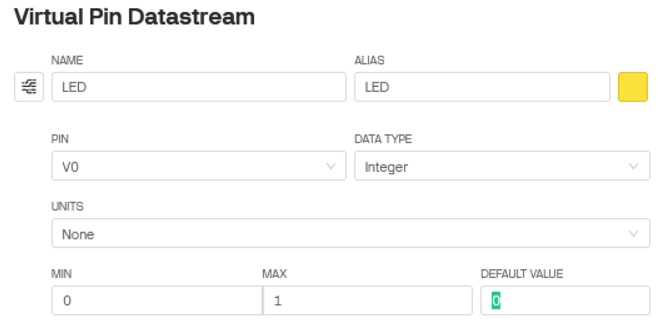 Virtual Pin Datastream
NAME ALIAS
LED LED
PIN DATA TYPE
V0 Integer
UNITS
None
MIN MAX DEFAULT VALUE
0 1 0